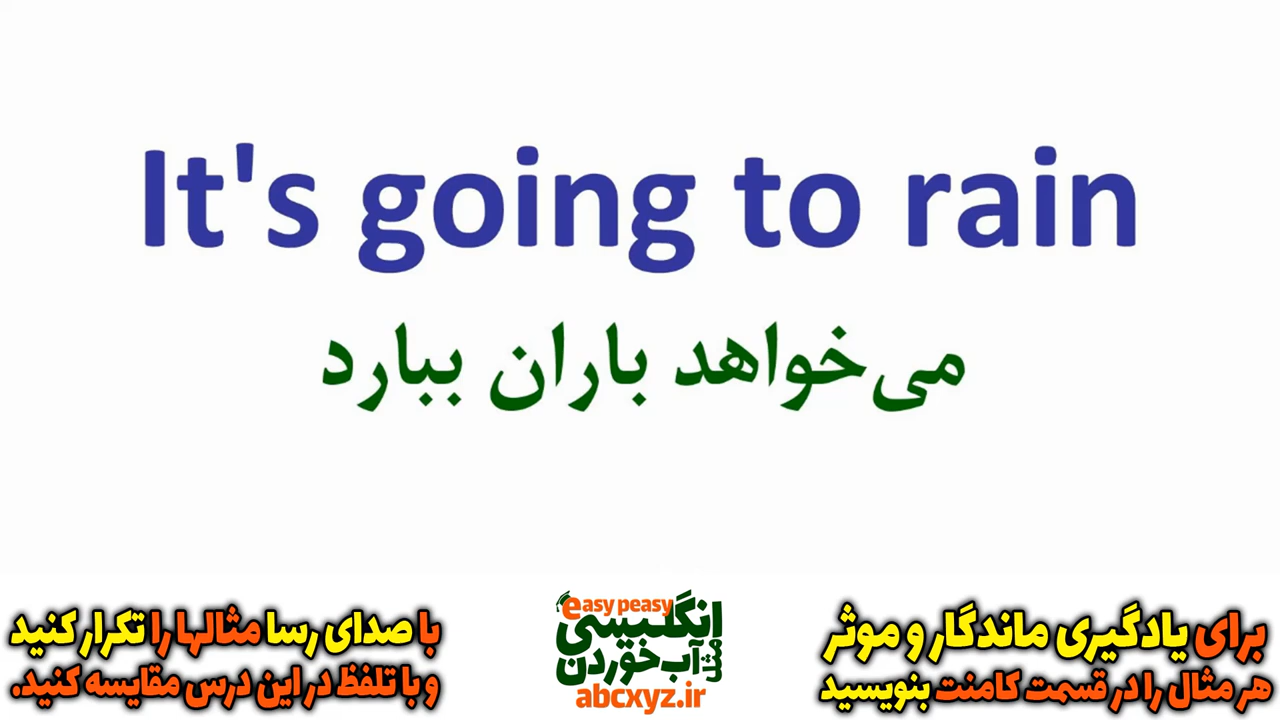 It's going to rain
می‌خواهد باران ببارد
برای یادگیری ماندگار و موثر
هر مثال را در قسمت کامنت بنویسید
easy peasy
انگلیسی
مثل آب خوردن
abcxyz.ir
با صدای رسا مثالها را تکرار کنید
و با تلفظ در این درس مقایسه کنید.